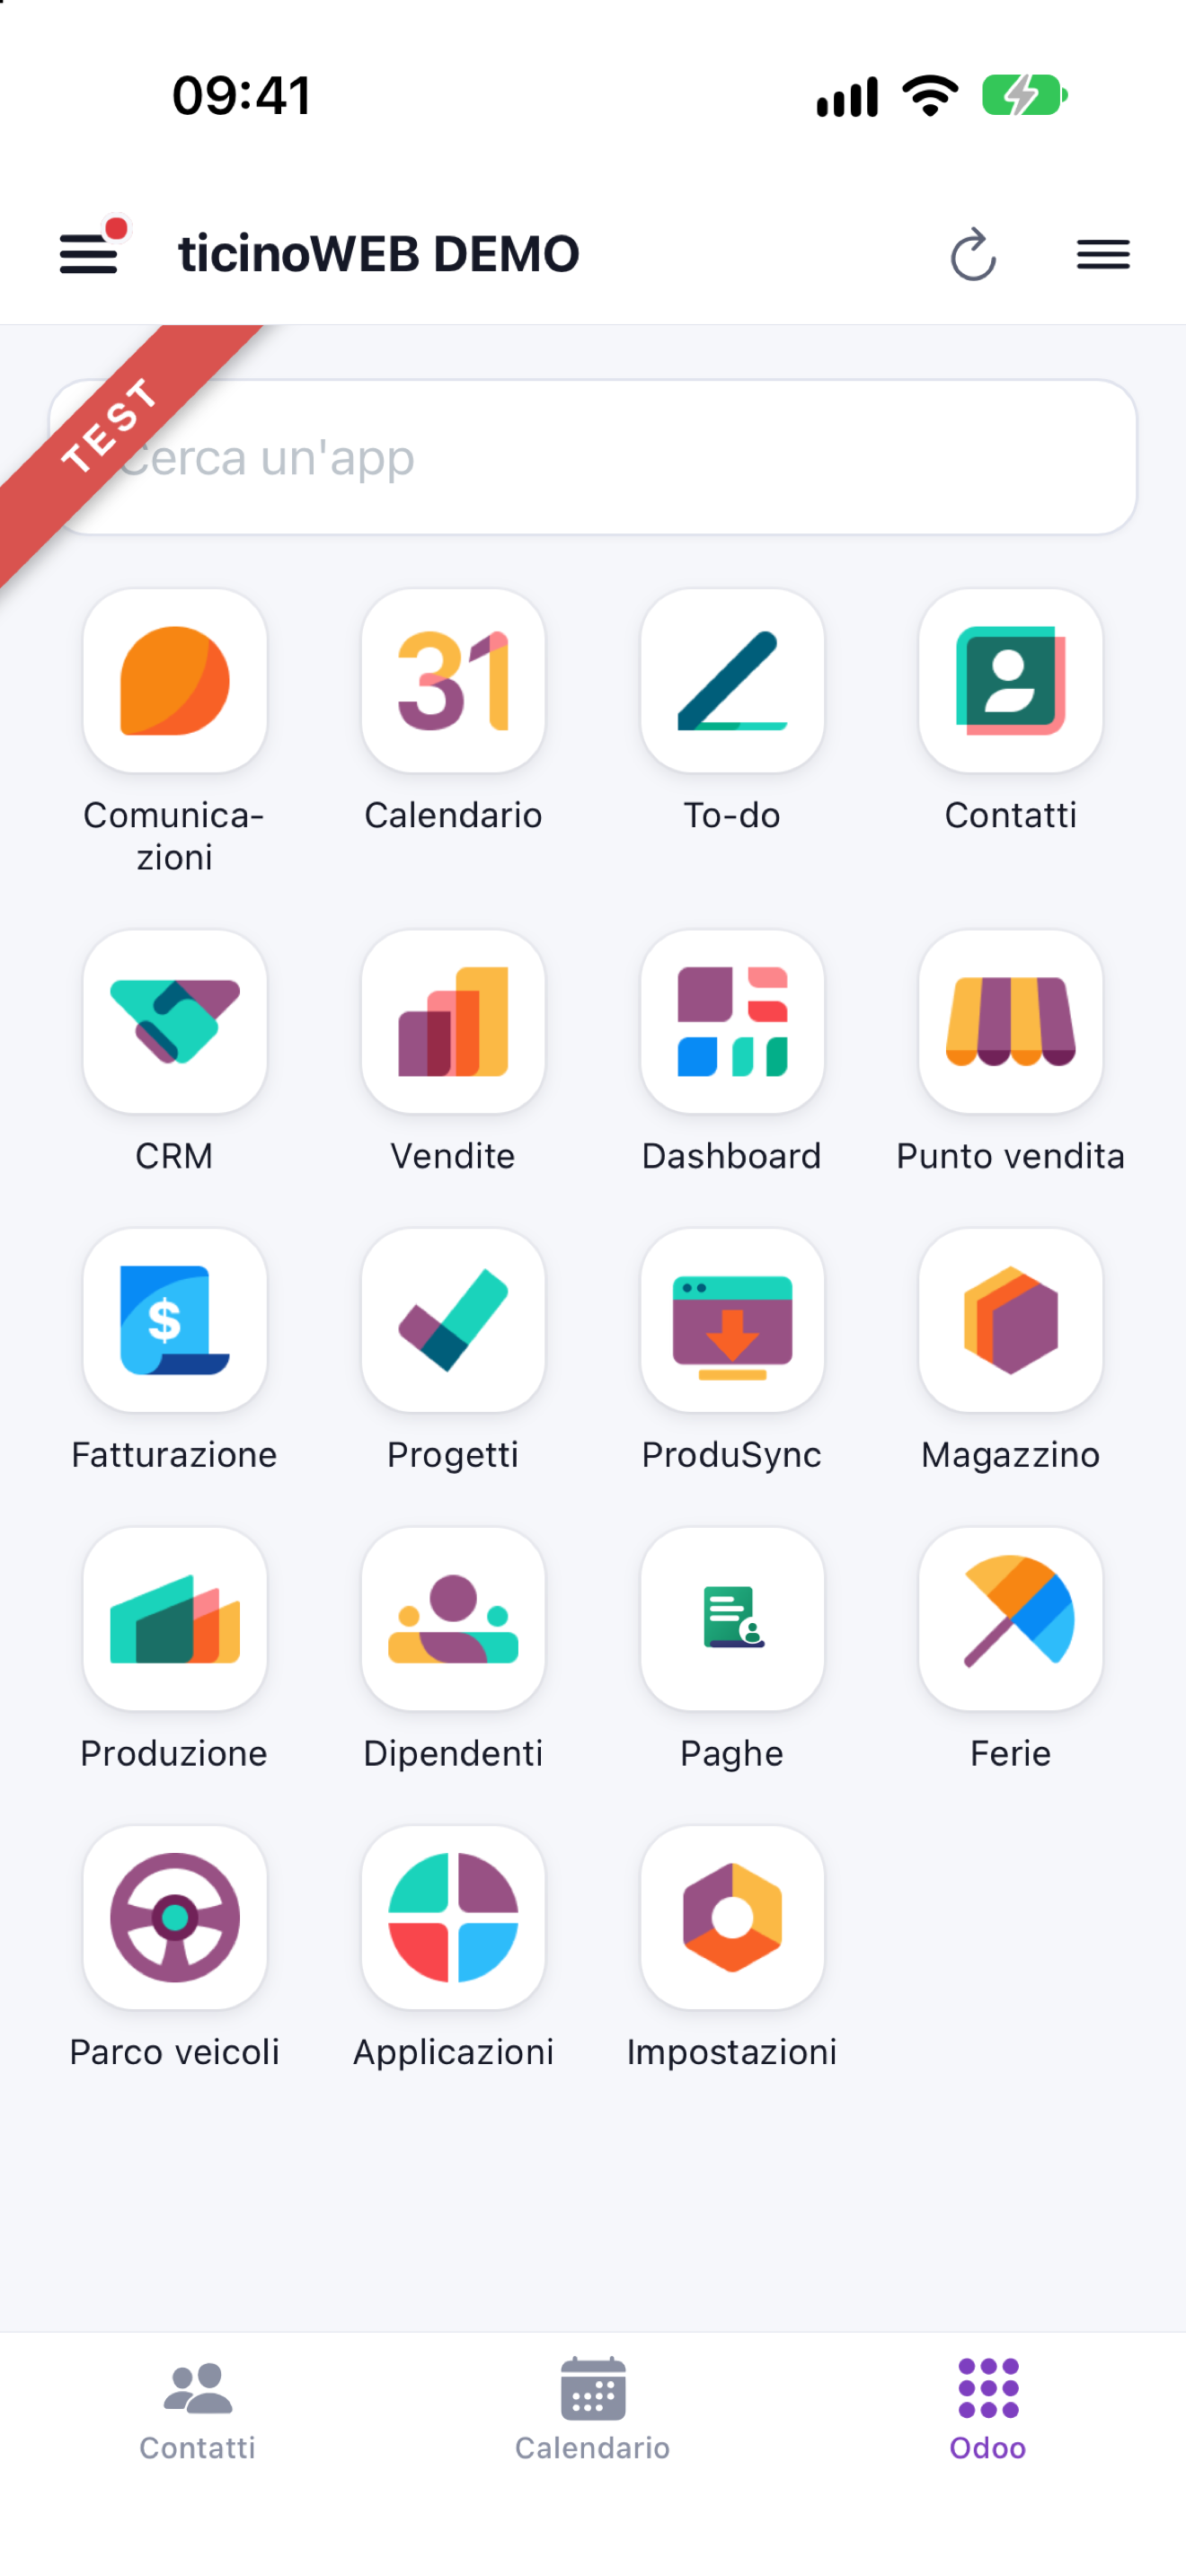 09:41
ticinoWEB DEMO
TEST
Cerca un'app
31
Comunica-
zioni
Calendario
To-do
Contatti
CRM
Vendite
Dashboard
Punto vendita
$
Fatturazione
Progetti
ProduSync
Magazzino
Produzione
Dipendenti
Paghe
Ferie
Parco veicoli
Applicazioni
Impostazioni
Contatti
Calendario
Odoo